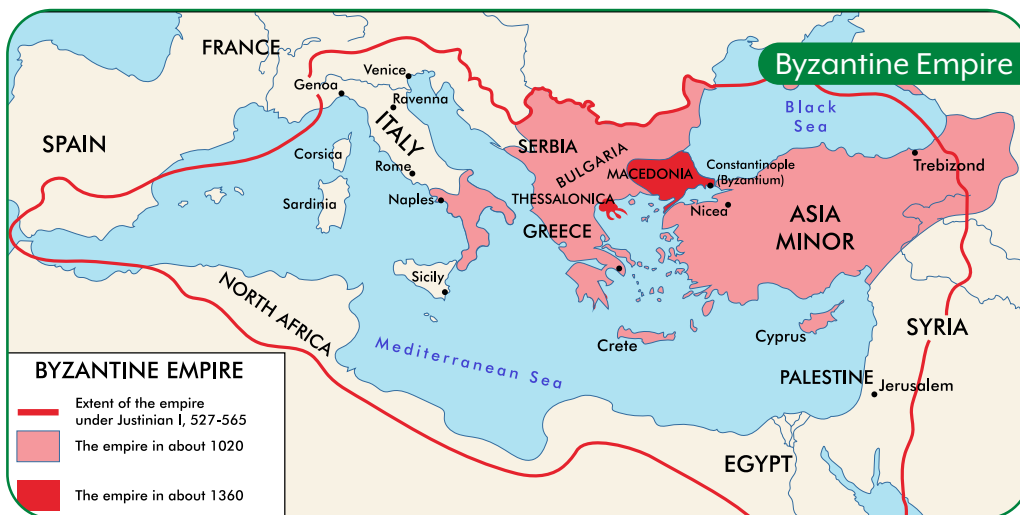 Byzantine Empire
FRANCE
Venice
Genoa
Ravenna
Black
Sea
SPAIN
ITALY
SERBIA
Corsica
BULGARIA
Trebizond
Rome
MACEDONIA
Constantinople
(Byzantium)
Sardinia
Naples
THESSALONICA
Nicea
GREECE
ASIA
MINOR
Sicily
NORTH AFRICA
SYRIA
Crete
Cyprus
Mediterranean Sea
PALESTINE
Jerusalem
EGYPT
BYZANTINE EMPIRE
Extent of the empire
under Justinian I, 527-565
The empire in about 1020
The empire in about 1360